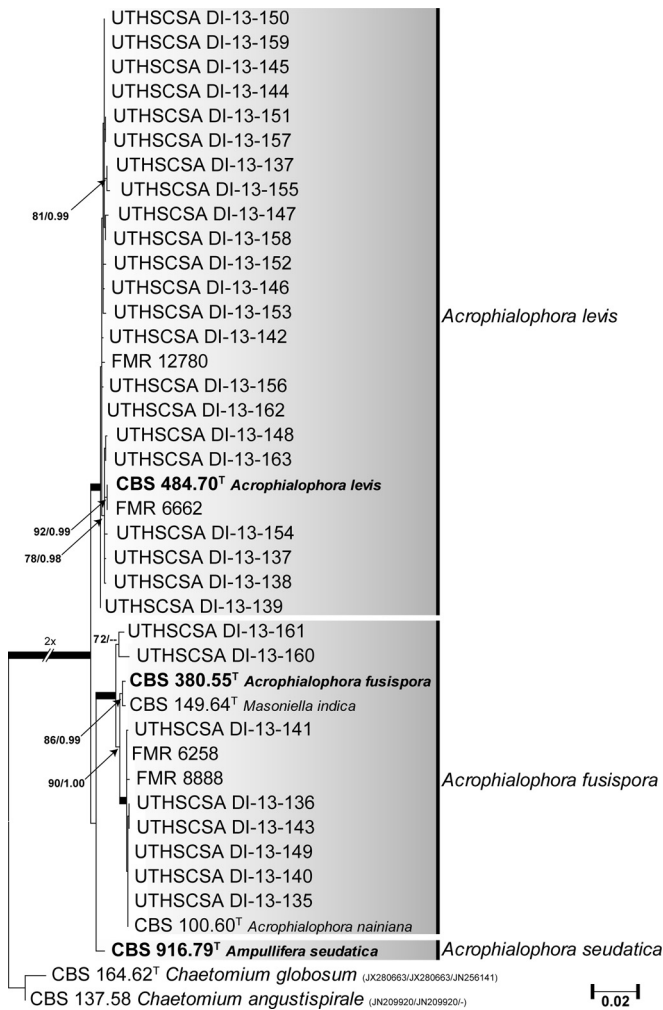 UTHSCSA DI-13-150
UTHSCSA DI-13-159
UTHSCSA DI-13-145
UTHSCSA DI-13-144
UTHSCSA DI-13-151
UTHSCSA DI-13-157
UTHSCSA DI-13-137
UTHSCSA DI-13-155
81/0.99
UTHSCSA DI-13-147
UTHSCSA DI-13-158
UTHSCSA DI-13-152
UTHSCSA DI-13-146
UTHSCSA DI-13-153
Acrophialophora levis
UTHSCSA DI-13-142
FMR 12780
UTHSCSA DI-13-156
UTHSCSA DI-13-162
UTHSCSA DI-13-148
UTHSCSA DI-13-163
CBS 484.70ᵀ Acrophialophora levis
FMR 6662
92/0.99
UTHSCSA DI-13-154
78/0.98
UTHSCSA DI-13-137
UTHSCSA DI-13-138
UTHSCSA DI-13-139
UTHSCSA DI-13-161
2x
72/--
UTHSCSA DI-13-160
CBS 380.55ᵀ Acrophialophora fusispora
CBS 149.64ᵀ Masoniella indica
UTHSCSA DI-13-141
86/0.99
FMR 6258
FMR 8888
90/1.00
Acrophialophora fusispora
UTHSCSA DI-13-136
UTHSCSA DI-13-143
UTHSCSA DI-13-149
UTHSCSA DI-13-140
UTHSCSA DI-13-135
CBS 100.60ᵀ Acrophialophora nainiana
CBS 916.79ᵀ Ampullifera seudatica
Acrophialophora seudatica
CBS 164.62ᵀ Chaetomium globosum (JX280663/JX280663/JN256141)
CBS 137.58 Chaetomium angustispirale (JN209920/JN209920/-)
0.02